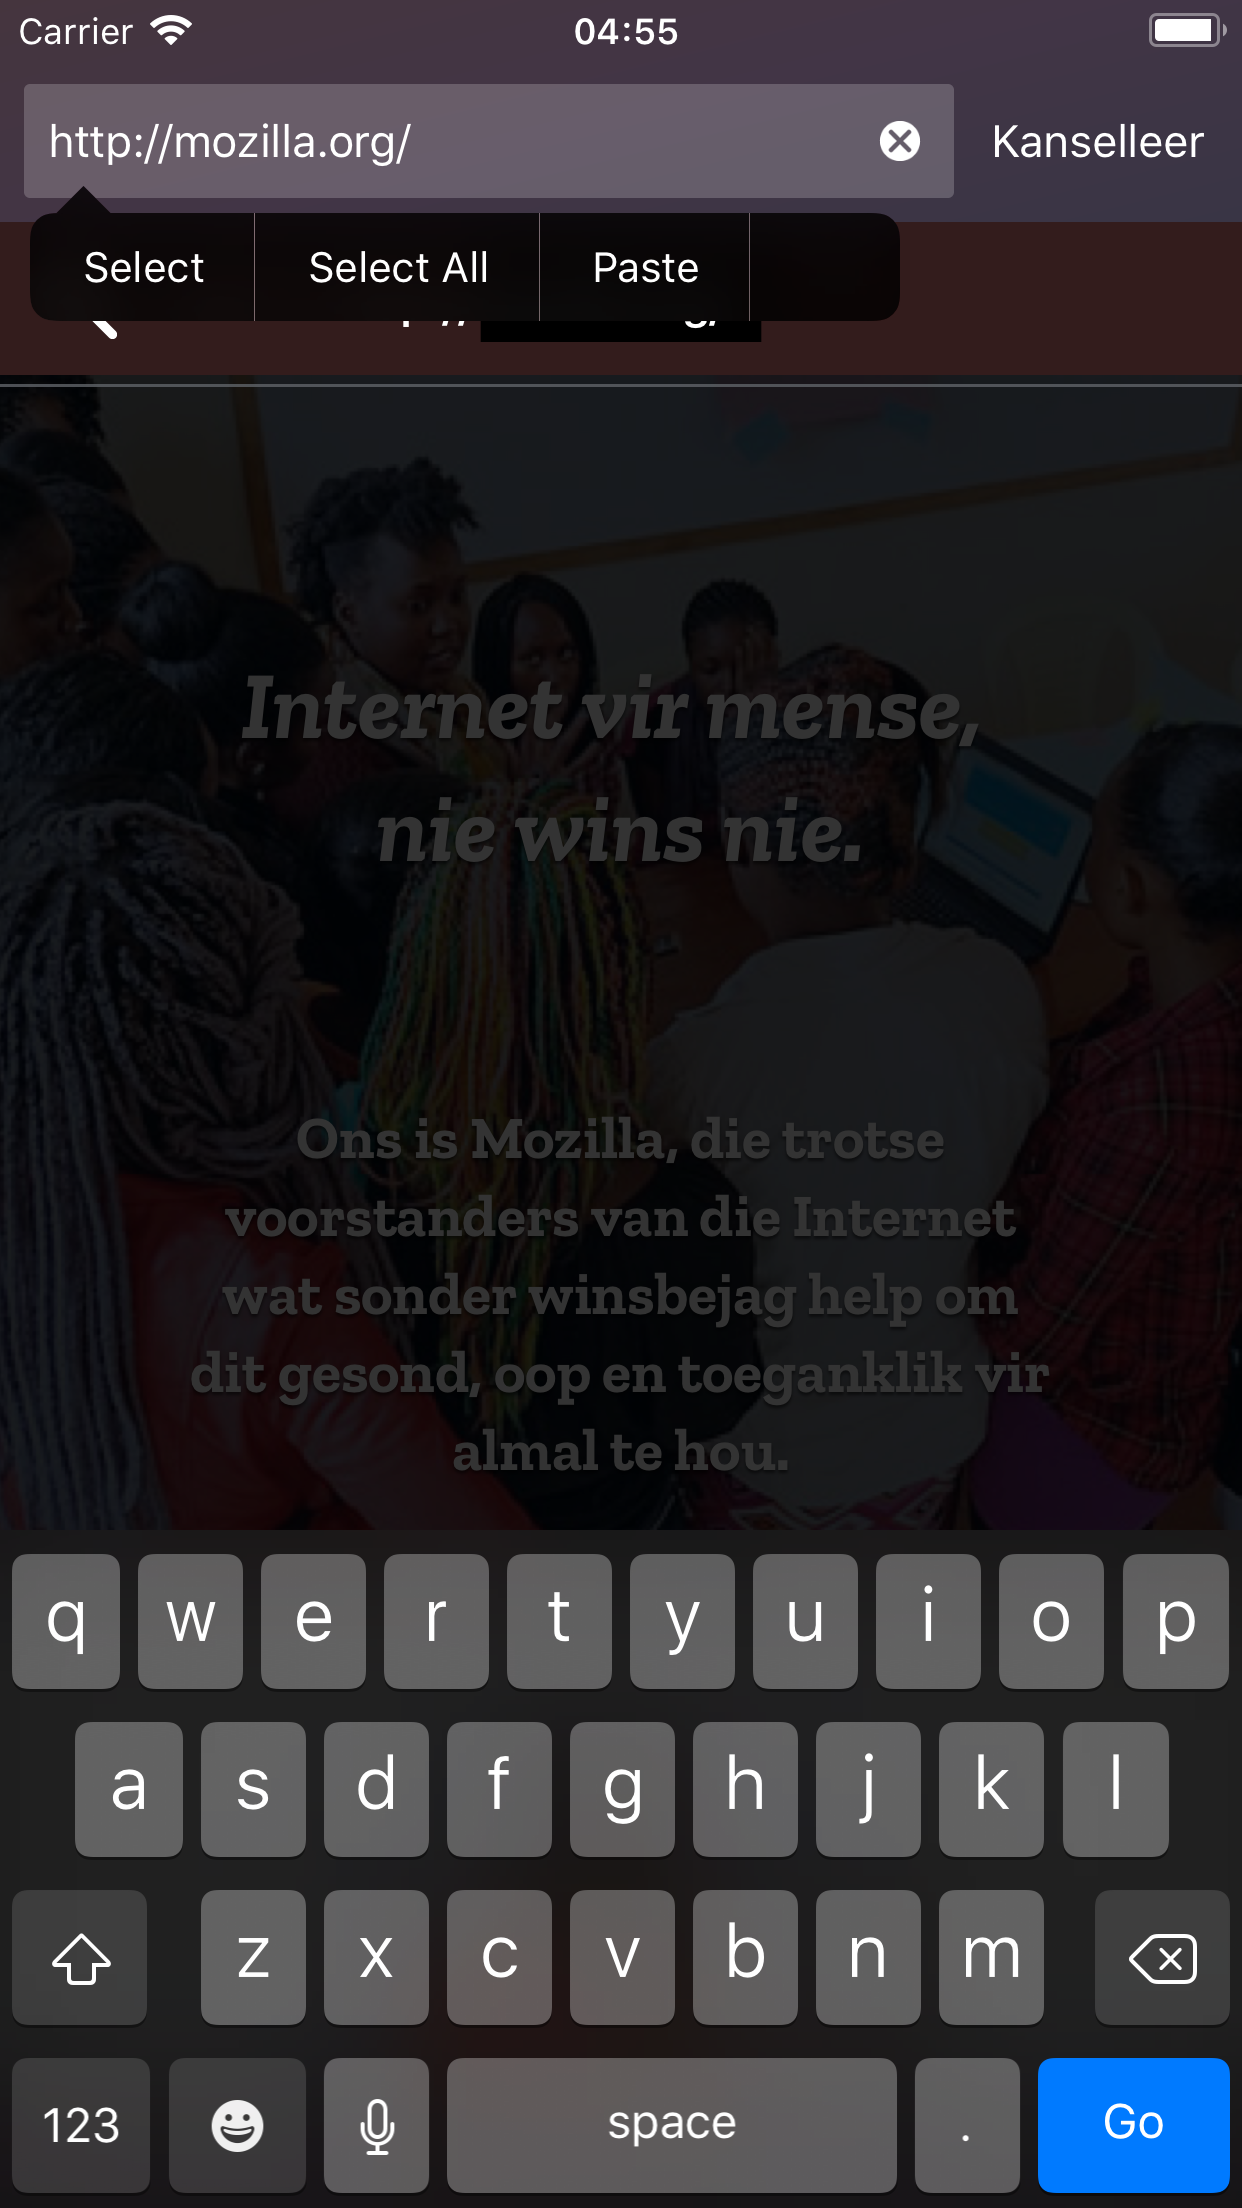 Carrier 04:55
http://mozilla.org/ Kanselleer
Select Select All Paste
Internet vir mense,
nie wins nie.
Ons is Mozilla, die trotse
voorstanders van die Internet
wat sonder winsbejag help om
dit gesond, oop en toeganklik vir
almal te hou.
q w e r t y u i o p
a s d f g h j k l
z x c v b n m
123 space . Go